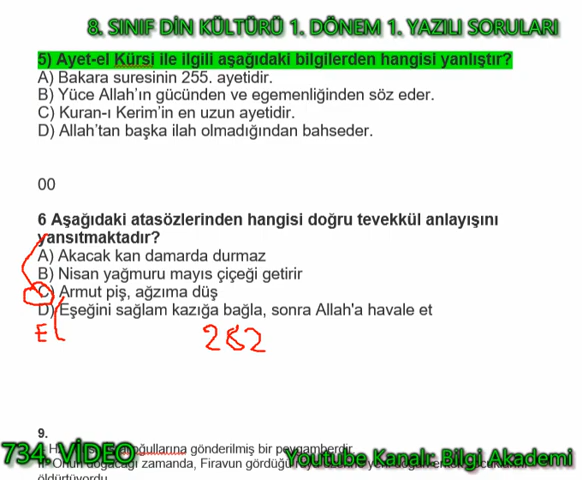 8. SINIF DİN KÜLTÜRÜ 1. DÖNEM 1. YAZILI SORULARI
5) Ayet-el Kürsi ile ilgili aşağıdaki bilgilerden hangisi yanlıştır?
A) Bakara suresinin 255. ayetidir.
B) Yüce Allah’ın gücünden ve egemenliğinden söz eder.
C) Kuran-ı Kerim’in en uzun ayetidir.
D) Allah’tan başka ilah olmadığından bahseder.
00
6 Aşağıdaki atasözlerinden hangisi doğru tevekkül anlayışını
yansıtmaktadır?
A) Akacak kan damarda durmaz
B) Nisan yağmuru mayıs çiçeği getirir
C) Armut piş, ağzıma düş
D) Eşeğini sağlam kazığa bağla, sonra Allah'a havale et
E 282
9.
gönderilmiş bir peygamberdir
734. VİDEO
Youtube Kanalı: Bilgi Akademi
zamanda, Firavun gördüğü
öldürtüyordu